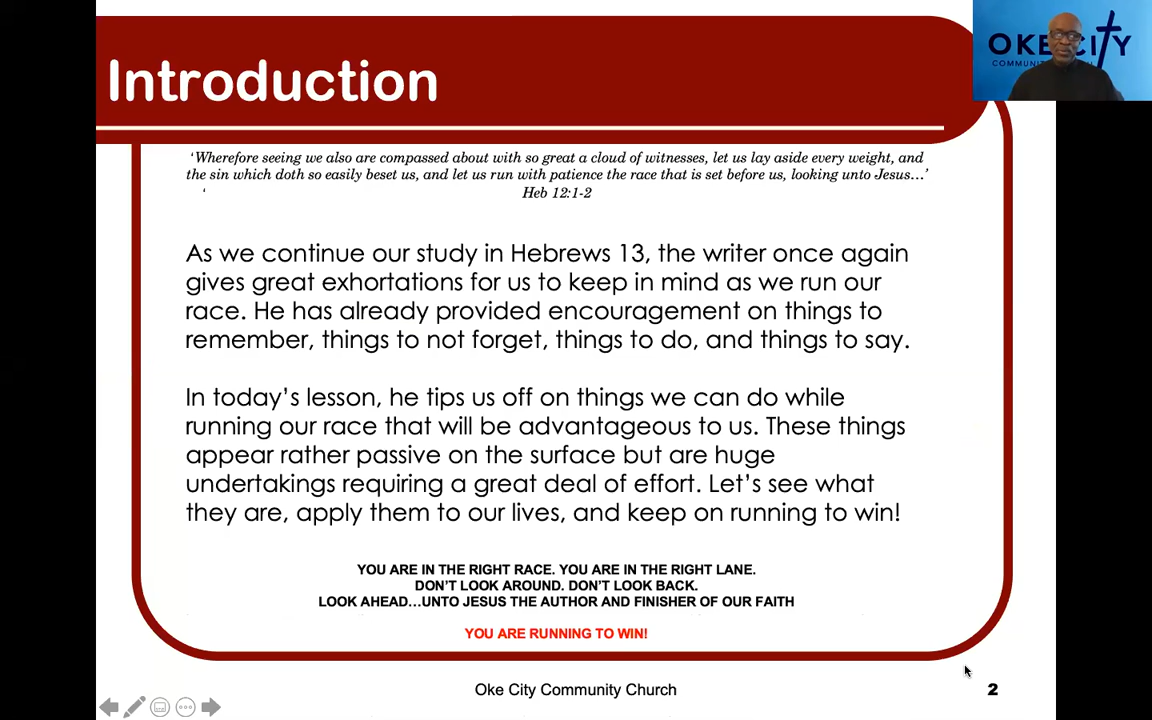 Introduction
OKE CITY
‘Wherefore seeing we also are compassed about with so great a cloud of witnesses, let us lay aside every weight, and
the sin which doth so easily beset us, and let us run with patience the race that is set before us, looking unto Jesus…’
‘ Heb 12:1-2
As we continue our study in Hebrews 13, the writer once again
gives great exhortations for us to keep in mind as we run our
race. He has already provided encouragement on things to
remember, things to not forget, things to do, and things to say.
In today’s lesson, he tips us off on things we can do while
running our race that will be advantageous to us. These things
appear rather passive on the surface but are huge
undertakings requiring a great deal of effort. Let’s see what
they are, apply them to our lives, and keep on running to win!
YOU ARE IN THE RIGHT RACE. YOU ARE IN THE RIGHT LANE.
DON’T LOOK AROUND. DON’T LOOK BACK.
LOOK AHEAD…UNTO JESUS THE AUTHOR AND FINISHER OF OUR FAITH
YOU ARE RUNNING TO WIN!
Oke City Community Church
2